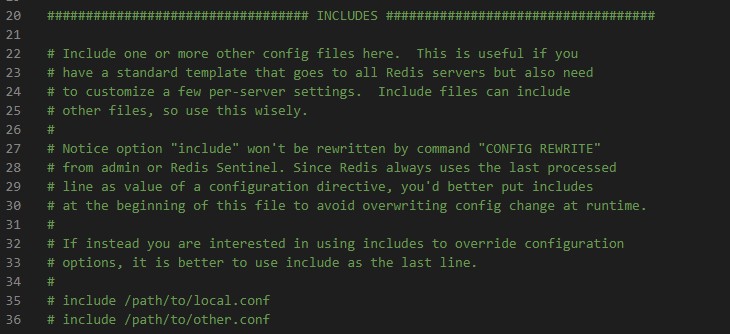 20 ################################## INCLUDES ###################################
21
22 # Include one or more other config files here.  This is useful if you
23 # have a standard template that goes to all Redis servers but also need
24 # to customize a few per-server settings.  Include files can include
25 # other files, so use this wisely.
26 #
27 # Notice option "include" won't be rewritten by command "CONFIG REWRITE"
28 # from admin or Redis Sentinel. Since Redis always uses the last processed
29 # line as value of a configuration directive, you'd better put includes
30 # at the beginning of this file to avoid overwriting config change at runtime.
31 #
32 # If instead you are interested in using includes to override configuration
33 # options, it is better to use include as the last line.
34 #
35 # include /path/to/local.conf
36 # include /path/to/other.conf